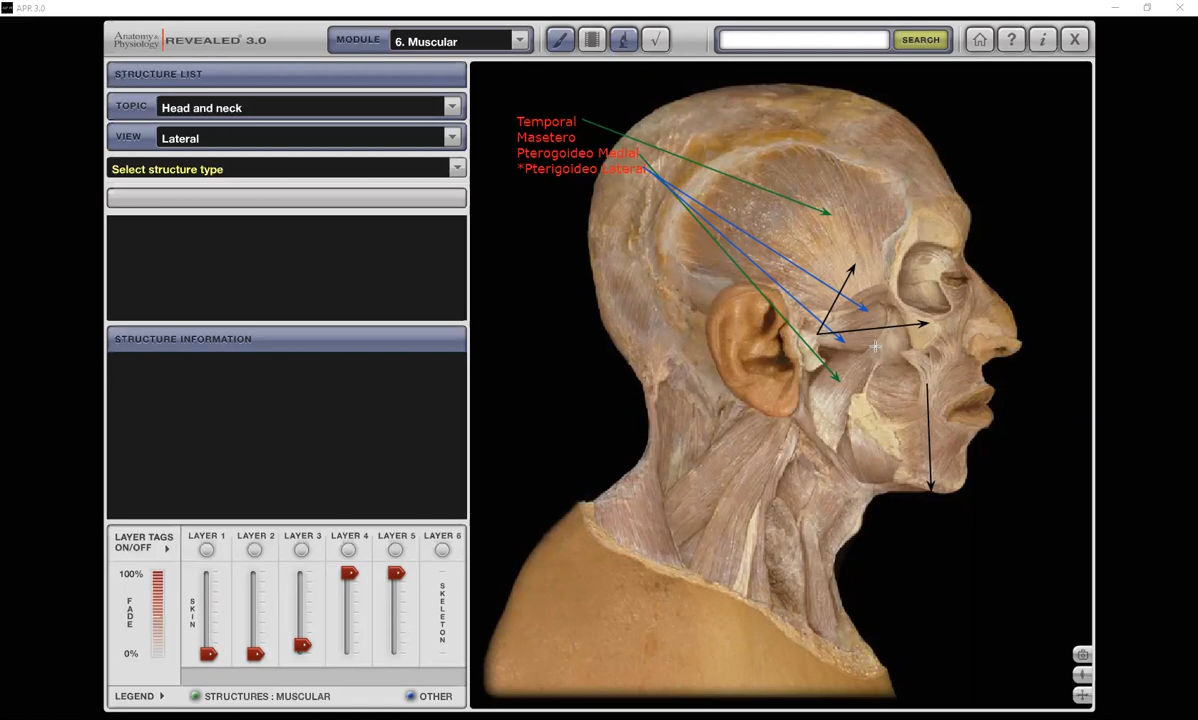 APR 3.0
Anatomy &
Physiology REVEALED® 3.0
MODULE 6. Muscular
SEARCH
? i X
STRUCTURE LIST
TOPIC Head and neck
VIEW Lateral
Select structure type
Temporal
Masetero
Pterogoideo Medial
*Pterigoideo Lateral
STRUCTURE INFORMATION
LAYER TAGS
ON/OFF
LAYER 1 LAYER 2 LAYER 3 LAYER 4 LAYER 5 LAYER 6
100%
FADE
0%
SKIN
SKELETON
LEGEND STRUCTURES : MUSCULAR OTHER